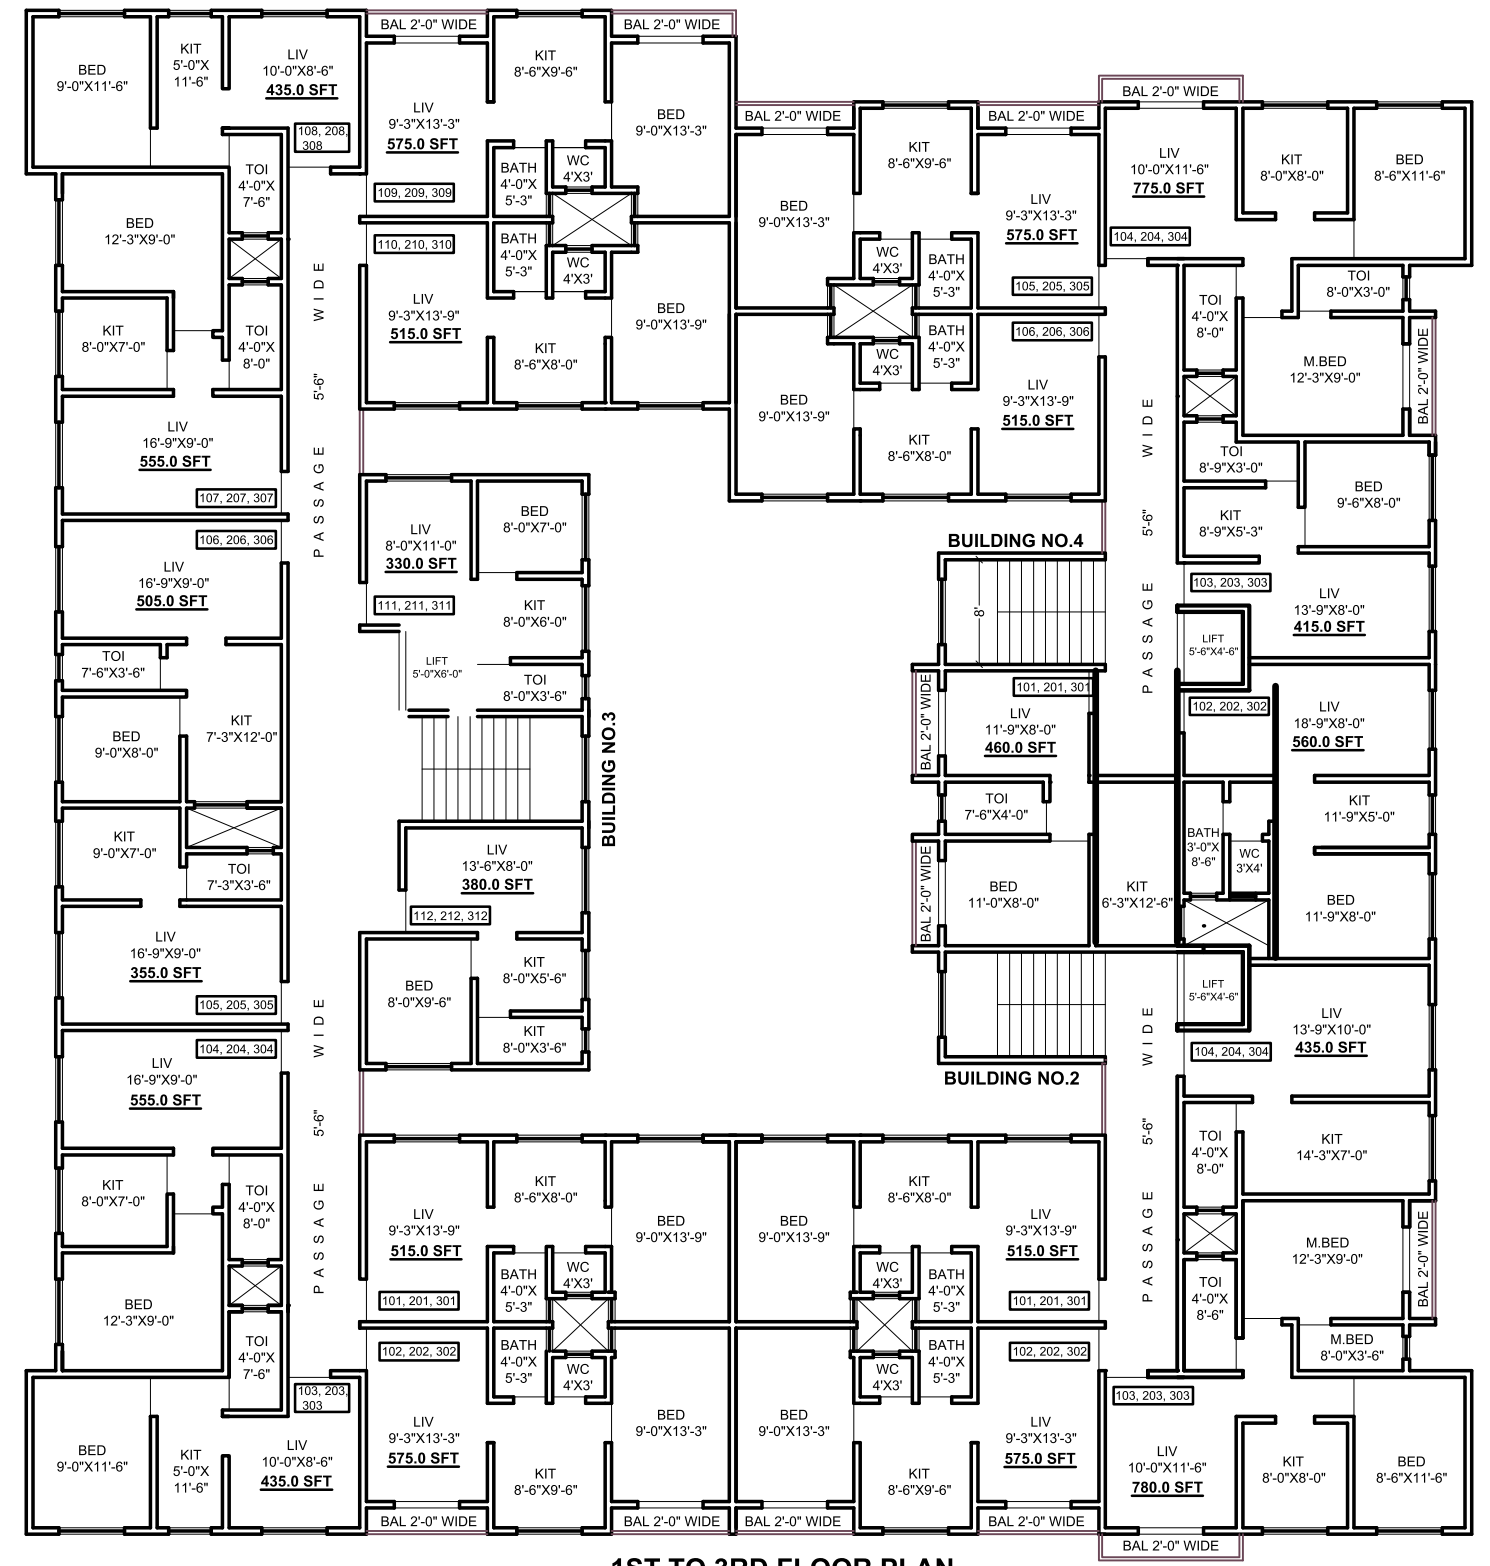 BED
9'-0"X11'-6"
KIT
5'-0"X
11'-6"
LIV
10'-0"X8'-6"
435.0 SFT
108, 208,
308
BAL 2'-0" WIDE
LIV
9'-3"X13'-3"
575.0 SFT
109, 209, 309
KIT
8'-6"X9'-6"
BAL 2'-0" WIDE
BED
9'-0"X13'-3"
BATH
4'-0"X
5'-3"
WC
4'X3'
TOI
4'-0"X
7'-6"
BED
12'-3"X9'-0"
110, 210, 310
BATH
4'-0"X
5'-3"
WC
4'X3'
LIV
9'-3"X13'-9"
515.0 SFT
KIT
8'-6"X8'-0"
BED
9'-0"X13'-9"
KIT
8'-0"X7'-0"
TOI
4'-0"X
8'-0"
LIV
16'-9"X9'-0"
555.0 SFT
107, 207, 307
PASSAGE 5'-6" WIDE
BAL 2'-0" WIDE
BED
9'-0"X13'-3"
KIT
8'-6"X9'-6"
BAL 2'-0" WIDE
LIV
9'-3"X13'-3"
575.0 SFT
105, 205, 305
WC
4'X3'
BATH
4'-0"X
5'-3"
WC
4'X3'
BATH
4'-0"X
5'-3"
106, 206, 306
LIV
9'-3"X13'-9"
515.0 SFT
BED
9'-0"X13'-9"
KIT
8'-6"X8'-0"
BAL 2'-0" WIDE
LIV
10'-0"X11'-6"
775.0 SFT
104, 204, 304
KIT
8'-0"X8'-0"
BED
8'-6"X11'-6"
TOI
8'-0"X3'-0"
TOI
4'-0"X
8'-0"
M.BED
12'-3"X9'-0"
BAL 2'-0" WIDE
TOI
8'-9"X3'-0"
BED
9'-6"X8'-0"
KIT
8'-9"X5'-3"
PASSAGE 5'-6" WIDE
103, 203, 303
LIV
13'-9"X8'-0"
415.0 SFT
LIFT
5'-6"X4'-6"
106, 206, 306
LIV
16'-9"X9'-0"
505.0 SFT
TOI
7'-6"X3'-6"
BED
9'-0"X8'-0"
KIT
7'-3"X12'-0"
LIV
8'-0"X11'-0"
330.0 SFT
BED
8'-0"X7'-0"
111, 211, 311
KIT
8'-0"X6'-0"
LIFT
5'-0"X6'-0"
TOI
8'-0"X3'-6"
BUILDING NO.3
BUILDING NO.4
8'
101, 201, 301
LIV
11'-9"X8'-0"
460.0 SFT
BAL 2'-0" WIDE
TOI
7'-6"X4'-0"
BED
11'-0"X8'-0"
BAL 2'-0" WIDE
KIT
6'-3"X12'-6"
102, 202, 302
LIV
18'-9"X8'-0"
560.0 SFT
KIT
11'-9"X5'-0"
BATH
3'-0"X
8'-6"
WC
3'X4'
BED
11'-9"X8'-0"
KIT
9'-0"X7'-0"
TOI
7'-3"X3'-6"
LIV
16'-9"X9'-0"
355.0 SFT
105, 205, 305
LIV
13'-6"X8'-0"
380.0 SFT
112, 212, 312
BED
8'-0"X9'-6"
KIT
8'-0"X5'-6"
KIT
8'-0"X3'-6"
BUILDING NO.2
LIFT
5'-6"X4'-6"
104, 204, 304
LIV
13'-9"X10'-0"
435.0 SFT
TOI
4'-0"X
8'-0"
KIT
14'-3"X7'-0"
104, 204, 304
LIV
16'-9"X9'-0"
555.0 SFT
KIT
8'-0"X7'-0"
TOI
4'-0"X
8'-0"
BED
12'-3"X9'-0"
TOI
4'-0"X
7'-6"
PASSAGE 5'-6" WIDE
BED
9'-0"X11'-6"
KIT
5'-0"X
11'-6"
103, 203,
303
LIV
10'-0"X8'-6"
435.0 SFT
LIV
9'-3"X13'-9"
515.0 SFT
101, 201, 301
KIT
8'-6"X8'-0"
BED
9'-0"X13'-9"
BATH
4'-0"X
5'-3"
WC
4'X3'
102, 202, 302
BATH
4'-0"X
5'-3"
WC
4'X3'
LIV
9'-3"X13'-3"
575.0 SFT
KIT
8'-6"X9'-6"
BED
9'-0"X13'-3"
BAL 2'-0" WIDE
BAL 2'-0" WIDE
BED
9'-0"X13'-9"
KIT
8'-6"X8'-0"
LIV
9'-3"X13'-9"
515.0 SFT
WC
4'X3'
BATH
4'-0"X
5'-3"
101, 201, 301
WC
4'X3'
BATH
4'-0"X
5'-3"
102, 202, 302
BED
9'-0"X13'-3"
LIV
9'-3"X13'-3"
575.0 SFT
KIT
8'-6"X9'-6"
BAL 2'-0" WIDE
BAL 2'-0" WIDE
PASSAGE 5'-6" WIDE
M.BED
12'-3"X9'-0"
BAL 2'-0" WIDE
TOI
4'-0"X
8'-6"
M.BED
8'-0"X3'-6"
103, 203, 303
LIV
10'-0"X11'-6"
780.0 SFT
KIT
8'-0"X8'-0"
BED
8'-6"X11'-6"
BAL 2'-0" WIDE
1ST TO 3RD FLOOR PLAN